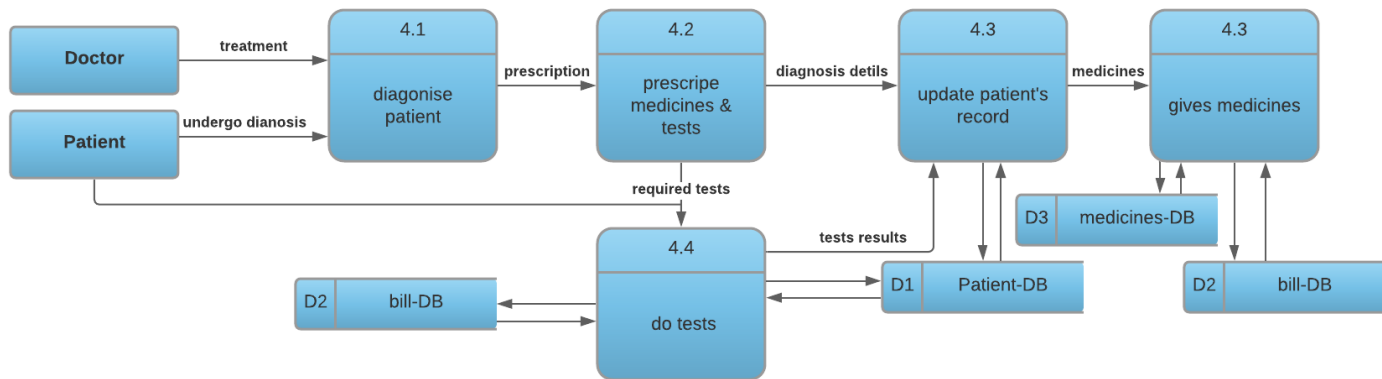 4.1
4.2
4.3
4.3
Doctor
treatment
diagonise
patient
prescription
prescripe
medicines &
tests
diagnosis detils
update patient's
record
medicines
gives medicines
Patient
undergo dianosis
required tests
D3
medicines-DB
4.4
tests results
D2
bill-DB
do tests
D1
Patient-DB
D2
bill-DB